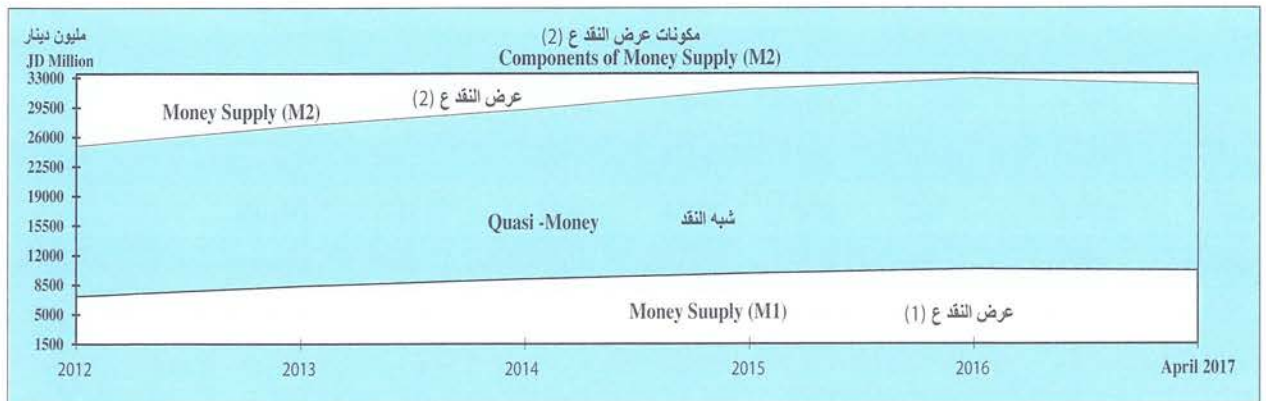 مكونات عرض النقد ع (2)
مليون دينار
Components of Money Supply (M2)
JD Million
33000
29500
26000
22500
19000
15500
12000
8500
5000
1500
Money Supply (M2) عرض النقد ع (2)
Quasi -Money شبه النقد
Money Suuply (M1) عرض النقد ع (1)
2012 2013 2014 2015 2016 April 2017